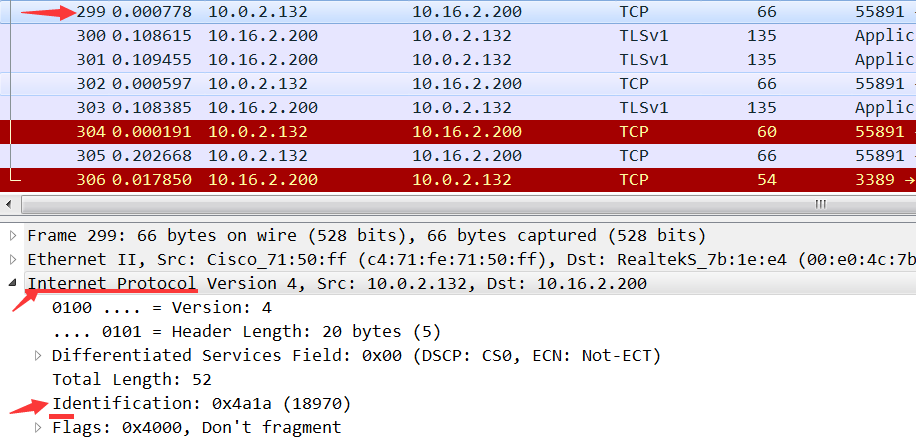 299 0.000778 10.0.2.132 10.16.2.200 TCP 66 55891
300 0.108615 10.16.2.200 10.0.2.132 TLSv1 135 Applic
301 0.109455 10.16.2.200 10.0.2.132 TLSv1 135 Applic
302 0.000597 10.0.2.132 10.16.2.200 TCP 66 55891
303 0.108385 10.16.2.200 10.0.2.132 TLSv1 135 Applic
304 0.000191 10.0.2.132 10.16.2.200 TCP 60 55891 →
305 0.202668 10.0.2.132 10.16.2.200 TCP 66 55891 →
306 0.017850 10.16.2.200 10.0.2.132 TCP 54 3389 →
Frame 299: 66 bytes on wire (528 bits), 66 bytes captured (528 bits)
Ethernet II, Src: Cisco_71:50:ff (c4:71:fe:71:50:ff), Dst: RealtekS_7b:1e:e4 (00:e0:4c:7b
Internet Protocol Version 4, Src: 10.0.2.132, Dst: 10.16.2.200
0100 .... = Version: 4
.... 0101 = Header Length: 20 bytes (5)
Differentiated Services Field: 0x00 (DSCP: CS0, ECN: Not-ECT)
Total Length: 52
Identification: 0x4a1a (18970)
Flags: 0x4000, Don't fragment